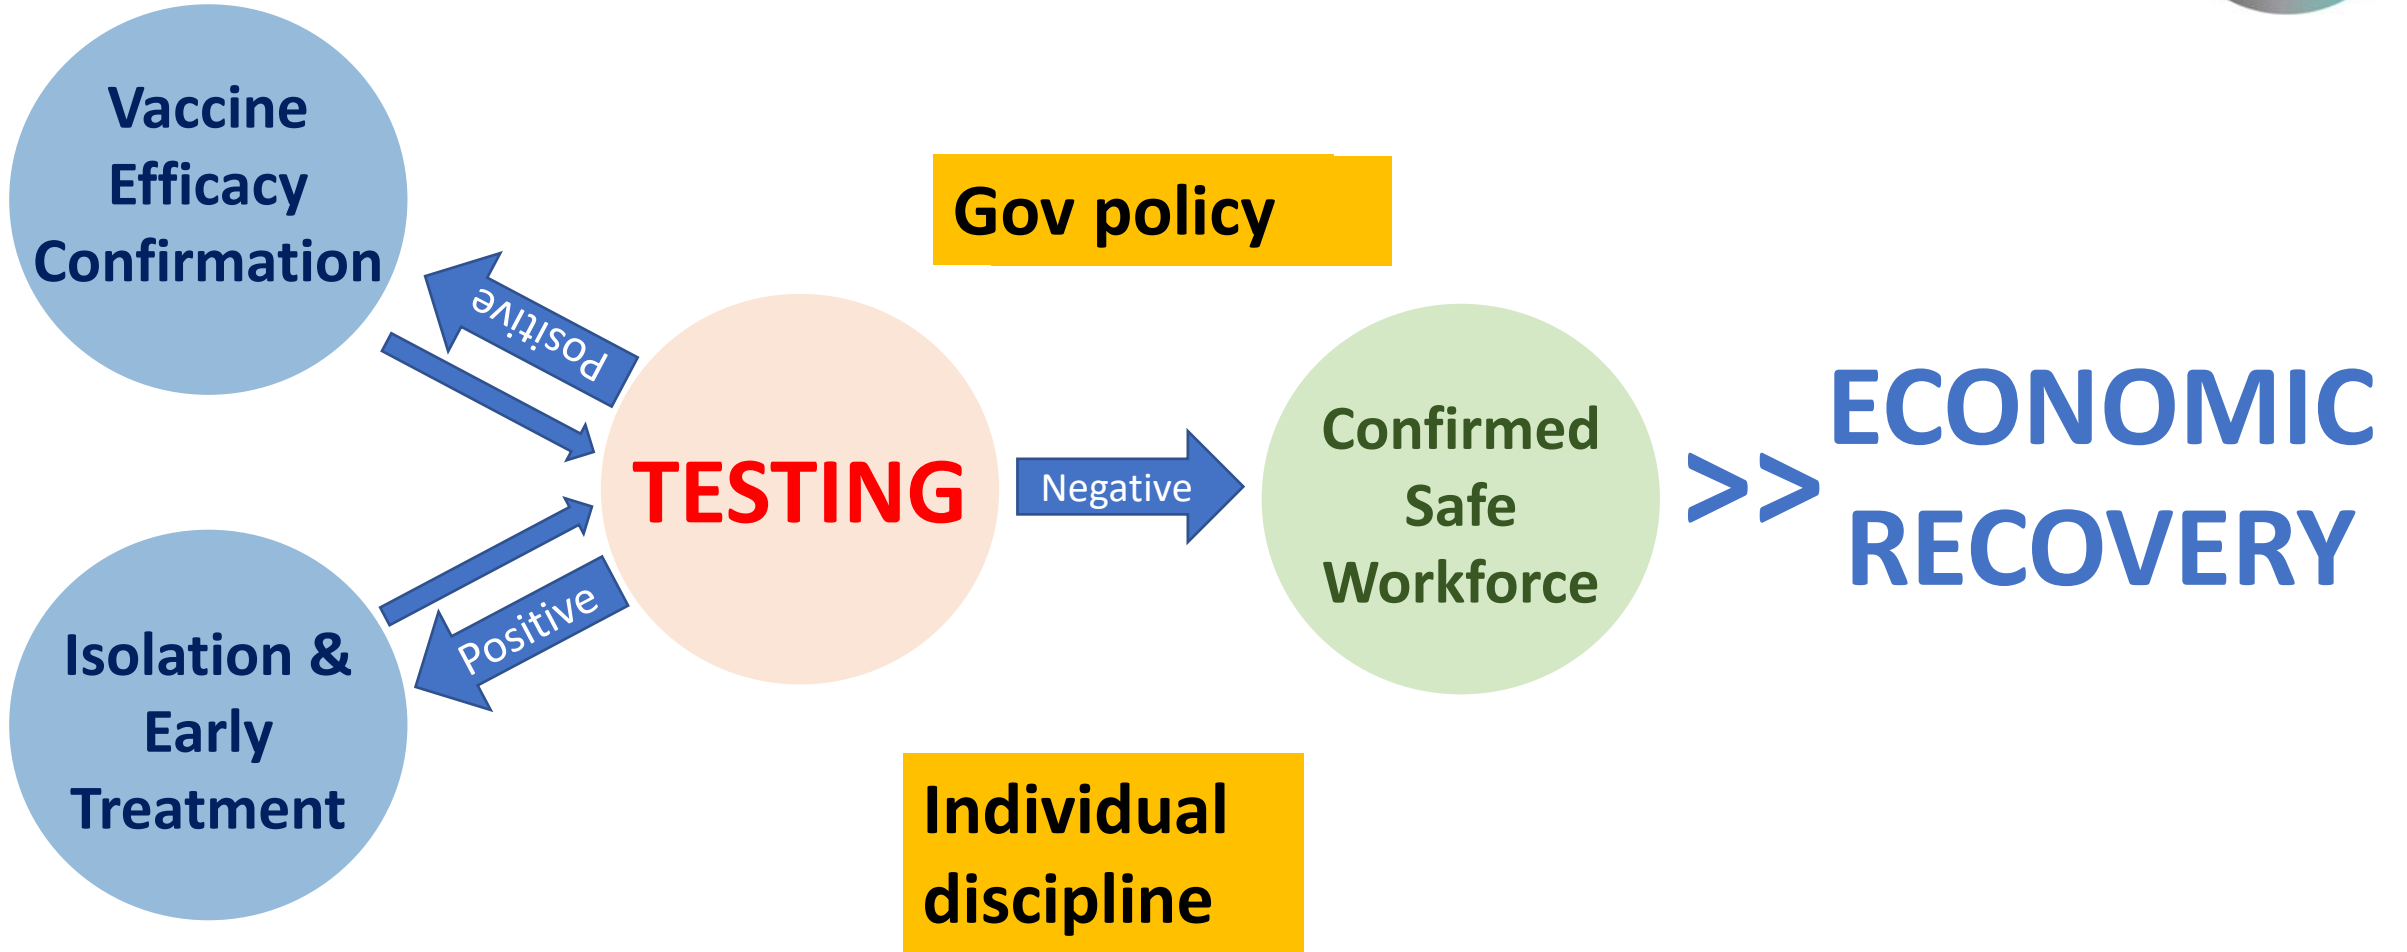 Vaccine
Efficacy
Confirmation
Positive
Gov policy
TESTING
Negative
Confirmed
Safe
Workforce
>>
ECONOMIC
RECOVERY
Isolation &
Early
Treatment
Positive
Individual
discipline